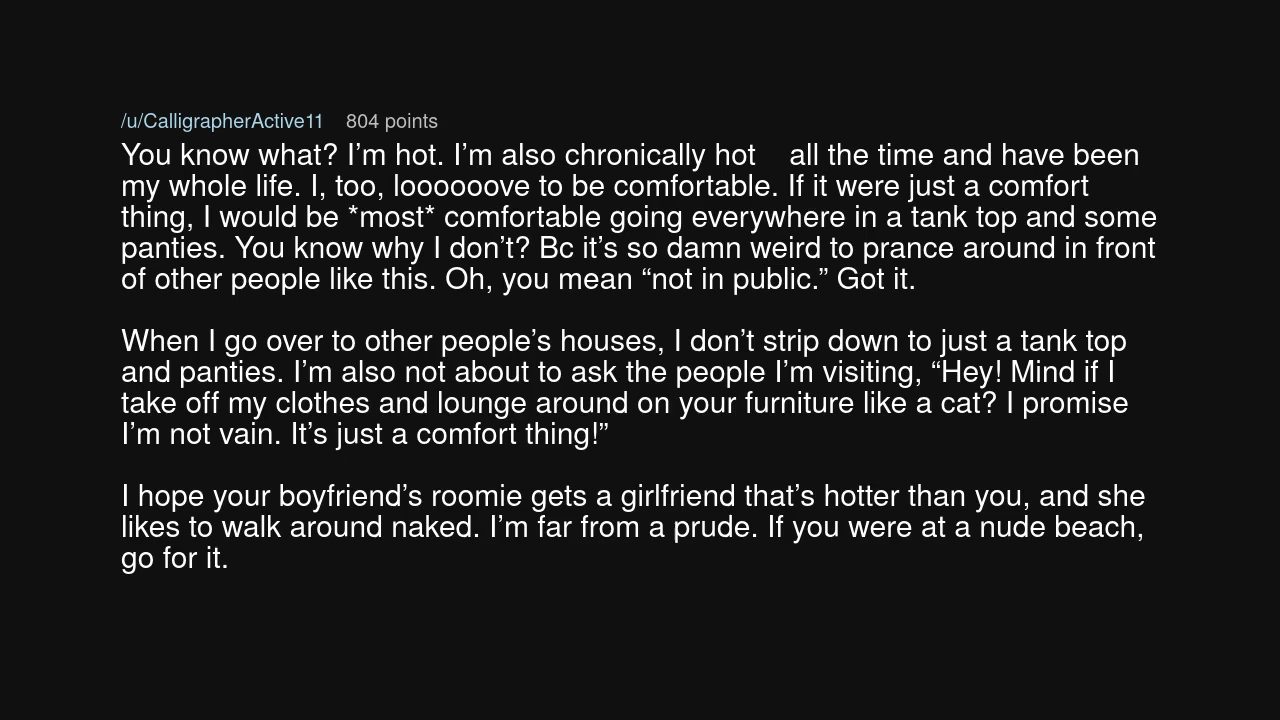 /u/CalligrapherActive11 804 points
You know what? I’m hot. I’m also chronically hot all the time and have been
my whole life. I, too, loooooove to be comfortable. If it were just a comfort
thing, I would be *most* comfortable going everywhere in a tank top and some
panties. You know why I don’t? Bc it’s so damn weird to prance around in front
of other people like this. Oh, you mean “not in public.” Got it.
When I go over to other people’s houses, I don’t strip down to just a tank top
and panties. I’m also not about to ask the people I’m visiting, “Hey! Mind if I
take off my clothes and lounge around on your furniture like a cat? I promise
I’m not vain. It’s just a comfort thing!”
I hope your boyfriend’s roomie gets a girlfriend that’s hotter than you, and she
likes to walk around naked. I’m far from a prude. If you were at a nude beach,
go for it.